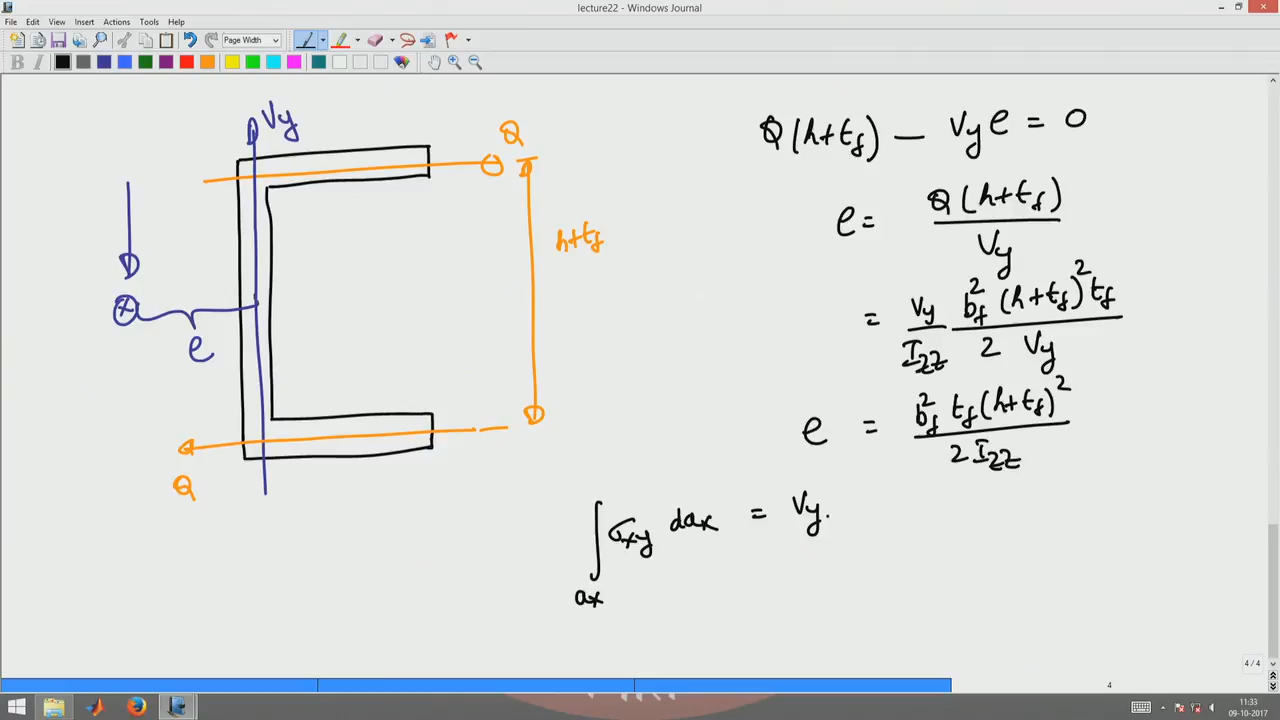 lecture22 - Windows Journal
File Edit View Insert Actions Tools Help
Page Width
B I
Vy
Q
h+tf
e
Q
Q(h+tf) - Vy e = 0
e = Q(h+tf) / Vy
= Vy / Izz bf² (h+tf)² tf / 2 Vy
e = bf² tf (h+tf)² / 2 Izz
∫ax σxy dax = Vy.
4/4
4
11:33
09-10-2017